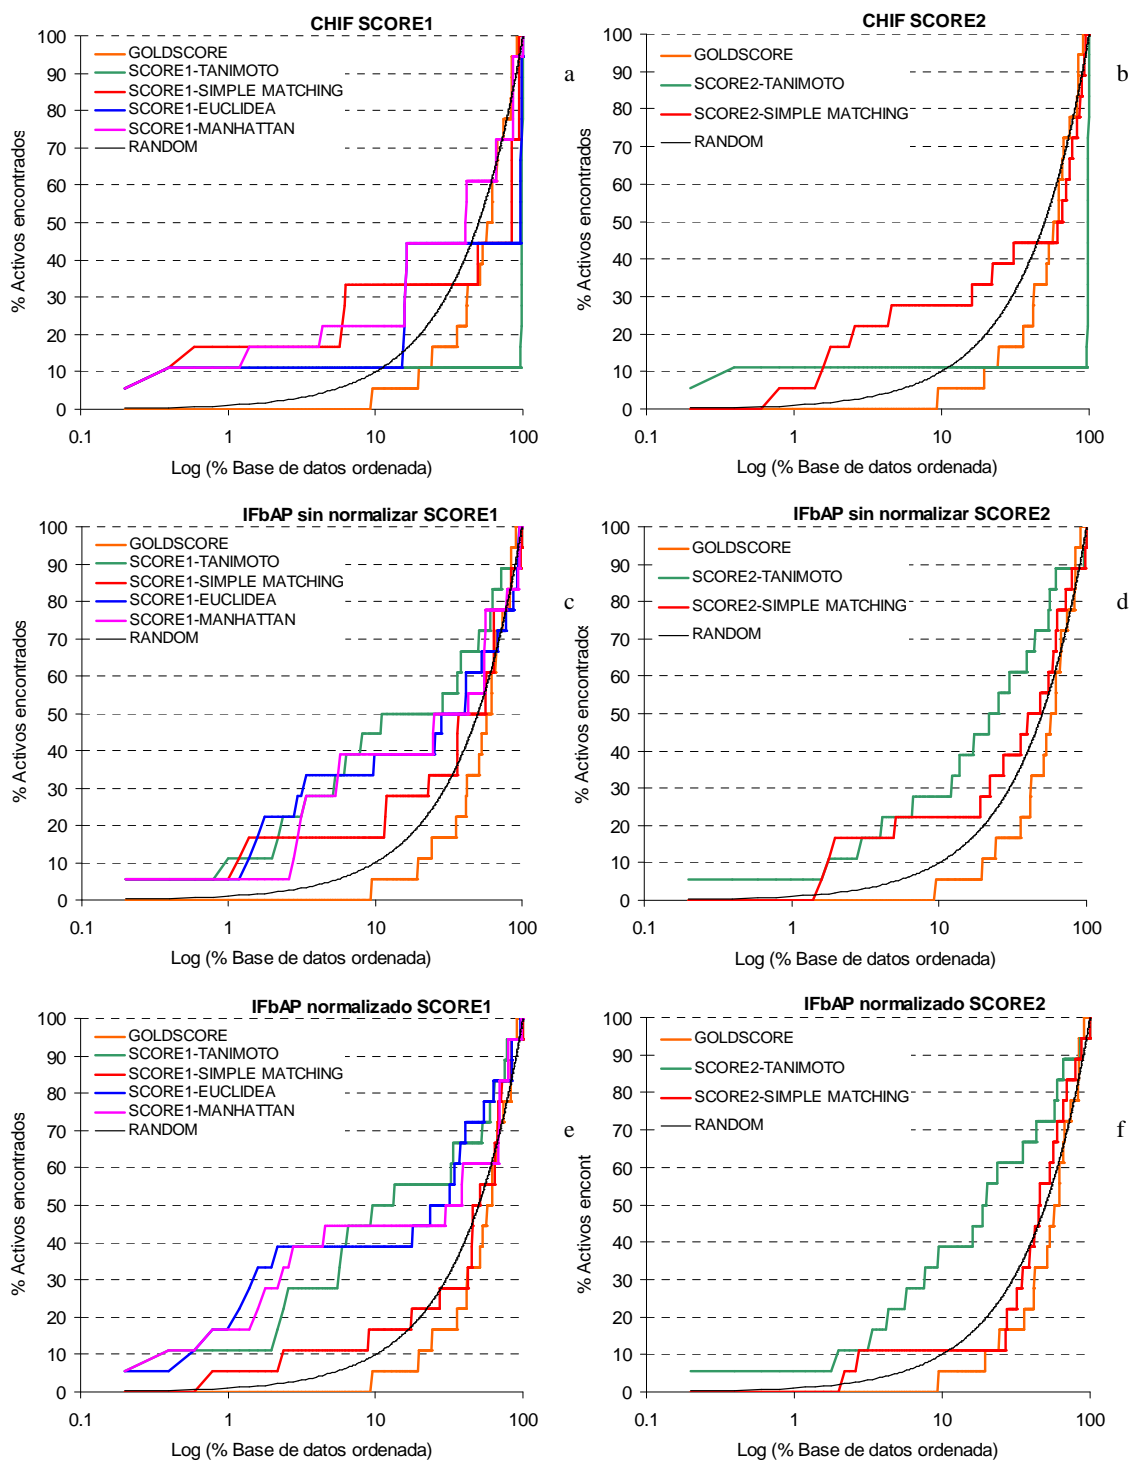 CHIF SCORE1
100
90
80
70
60
50
40
30
20
10
0
% Activos encontrados
GOLDSCORE
SCORE1-TANIMOTO
SCORE1-SIMPLE MATCHING
SCORE1-EUCLIDEA
SCORE1-MANHATTAN
RANDOM
0.1 1 10 100
Log (% Base de datos ordenada)
a
CHIF SCORE2
100
90
80
70
60
50
40
30
20
10
0
% Activos encontrados
GOLDSCORE
SCORE2-TANIMOTO
SCORE2-SIMPLE MATCHING
RANDOM
0.1 1 10 100
Log (% Base de datos ordenada)
b
IFbAP sin normalizar SCORE1
100
90
80
70
60
50
40
30
20
10
0
% Activos encontrados
GOLDSCORE
SCORE1-TANIMOTO
SCORE1-SIMPLE MATCHING
SCORE1-EUCLIDEA
SCORE1-MANHATTAN
RANDOM
0.1 1 10 100
Log (% Base de datos ordenada)
c
IFbAP sin normalizar SCORE2
100
90
80
70
60
50
40
30
20
10
0
% Activos encontrados
GOLDSCORE
SCORE2-TANIMOTO
SCORE2-SIMPLE MATCHING
RANDOM
0.1 1 10 100
Log (% Base de datos ordenada)
d
IFbAP normalizado SCORE1
100
90
80
70
60
50
40
30
20
10
0
% Activos encontrados
GOLDSCORE
SCORE1-TANIMOTO
SCORE1-SIMPLE MATCHING
SCORE1-EUCLIDEA
SCORE1-MANHATTAN
RANDOM
0.1 1 10 100
Log (% Base de datos ordenada)
e
IFbAP normalizado SCORE2
100
90
80
70
60
50
40
30
20
10
0
% Activos encont
GOLDSCORE
SCORE2-TANIMOTO
SCORE2-SIMPLE MATCHING
RANDOM
0.1 1 10 100
Log (% Base de datos ordenada)
f